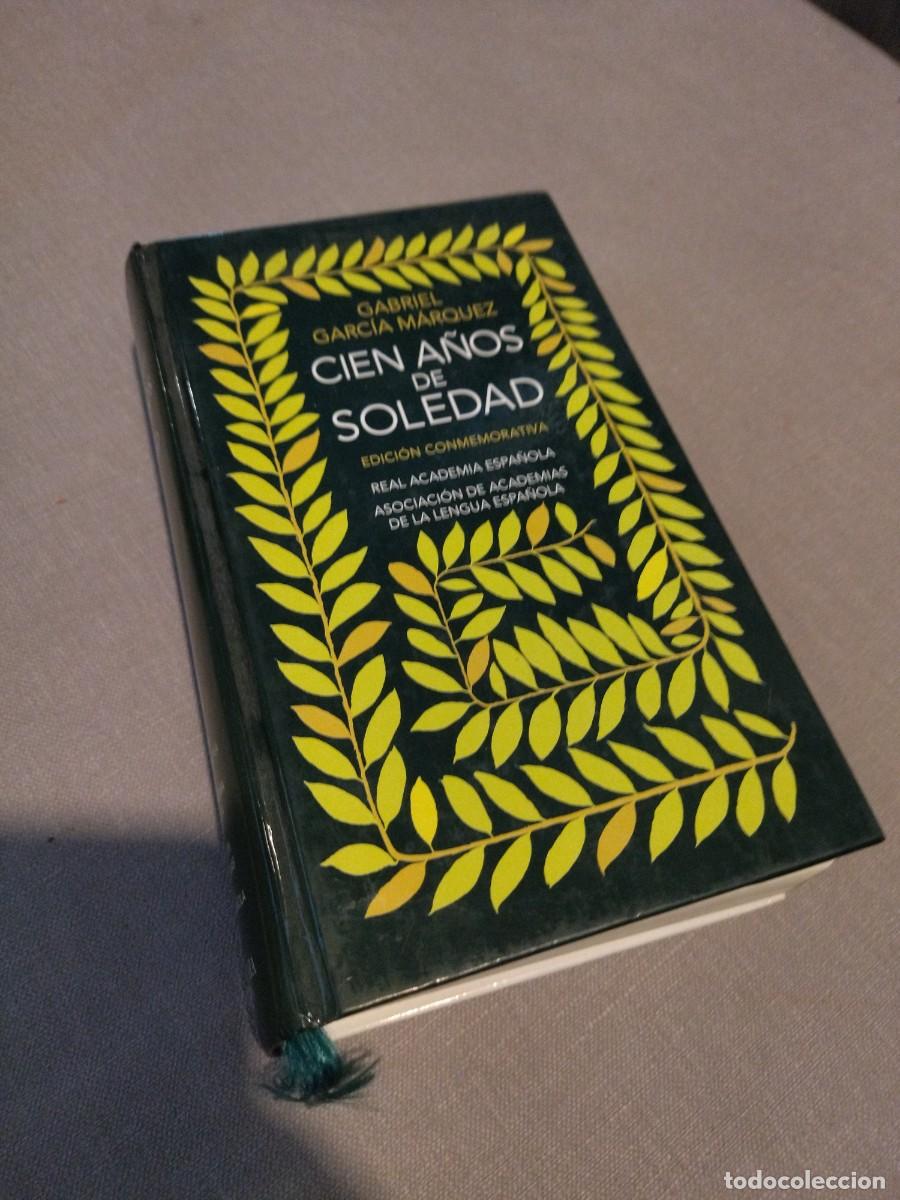 GABRIEL
GARCÍA MÁRQUEZ
CIEN AÑOS
DE
SOLEDAD
EDICIÓN CONMEMORATIVA
REAL ACADEMIA ESPAÑOLA
ASOCIACIÓN DE ACADEMIAS
DE LA LENGUA ESPAÑOLA
todocoleccion